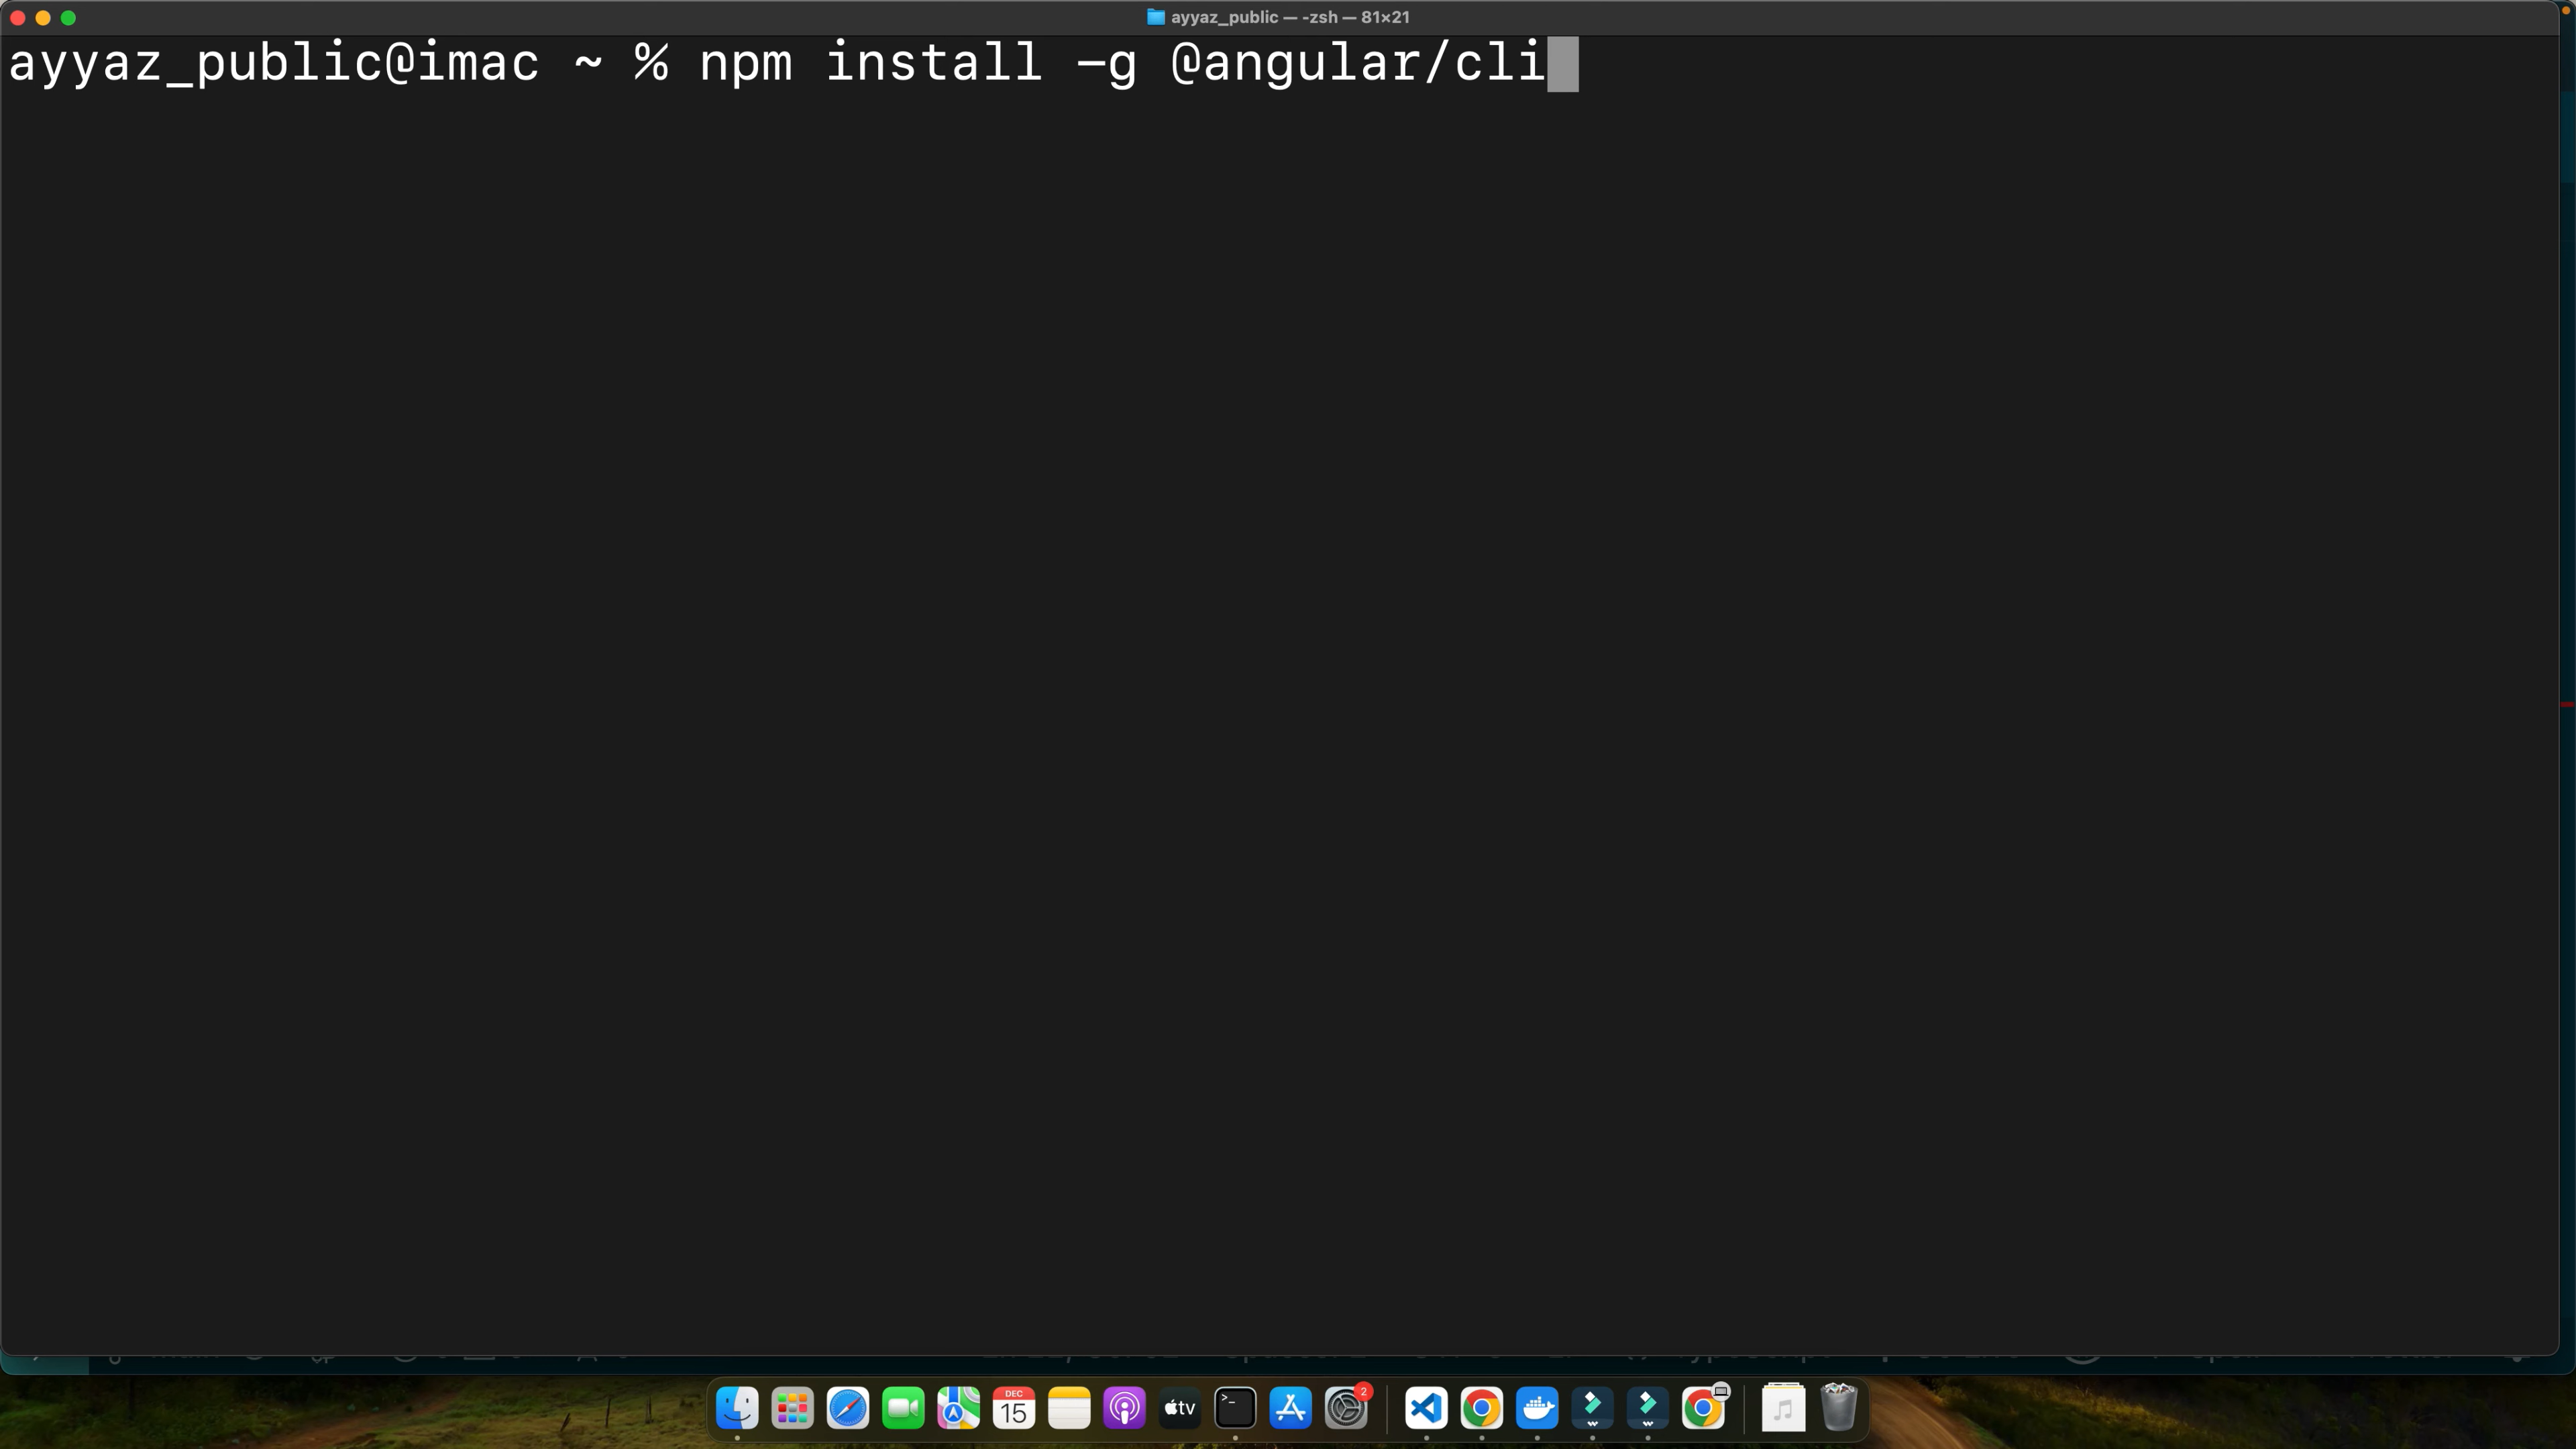 ayyaz_public — -zsh — 81×21
ayyaz_public@imac ~ % npm install -g @angular/cli
DEC
15
tv
>_
2